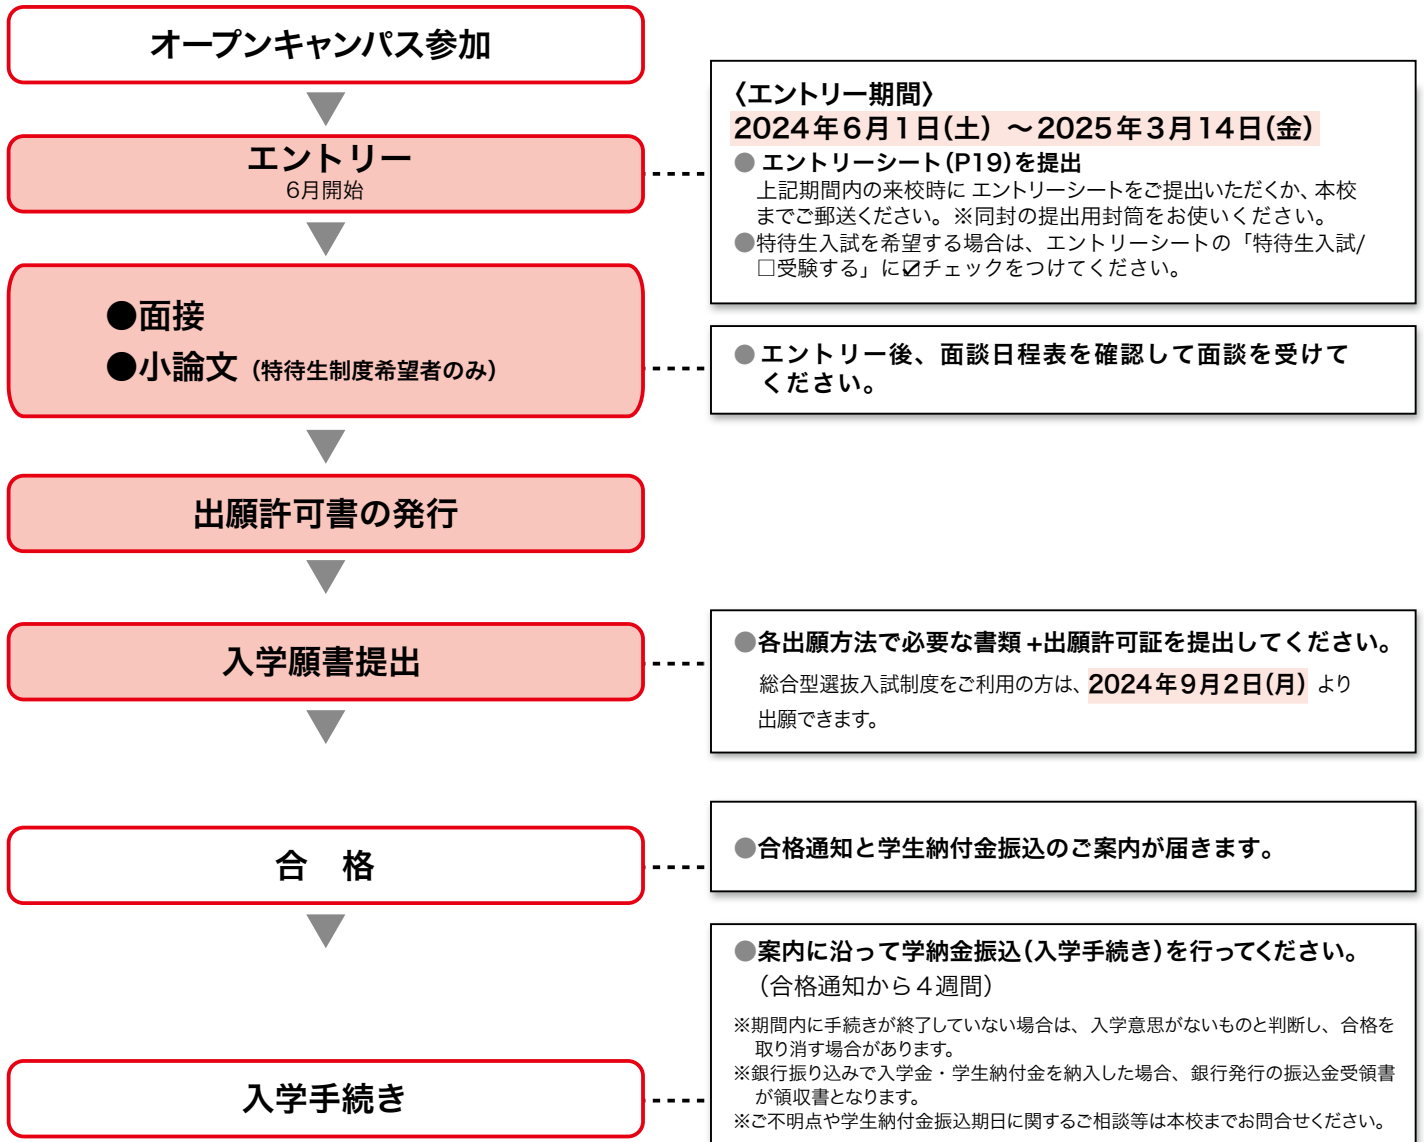 オープンキャンパス参加
エントリー
6月開始
〈エントリー期間〉
2024年6月1日(土) ～2025年3月14日(金)
● エントリーシート(P19)を提出
上記期間内の来校時に エントリーシートをご提出いただくか、本校
までご郵送ください。※同封の提出用封筒をお使いください。
●特待生入試を希望する場合は、エントリーシートの「特待生入試/
□受験する」に☑チェックをつけてください。
●面接
●小論文 (特待生制度希望者のみ)
●エントリー後、面談日程表を確認して面談を受けて
ください。
出願許可書の発行
入学願書提出
●各出願方法で必要な書類+出願許可証を提出してください。
総合型選抜入試制度をご利用の方は、2024年9月2日(月) より
出願できます。
合　格
●合格通知と学生納付金振込のご案内が届きます。
入学手続き
●案内に沿って学納金振込(入学手続き)を行ってください。
（合格通知から４週間）
※期間内に手続きが終了していない場合は、入学意思がないものと判断し、合格を
取り消す場合があります。
※銀行振り込みで入学金・学生納付金を納入した場合、銀行発行の振込金受領書
が領収書となります。
※ご不明点や学生納付金振込期日に関するご相談等は本校までお問合せください。